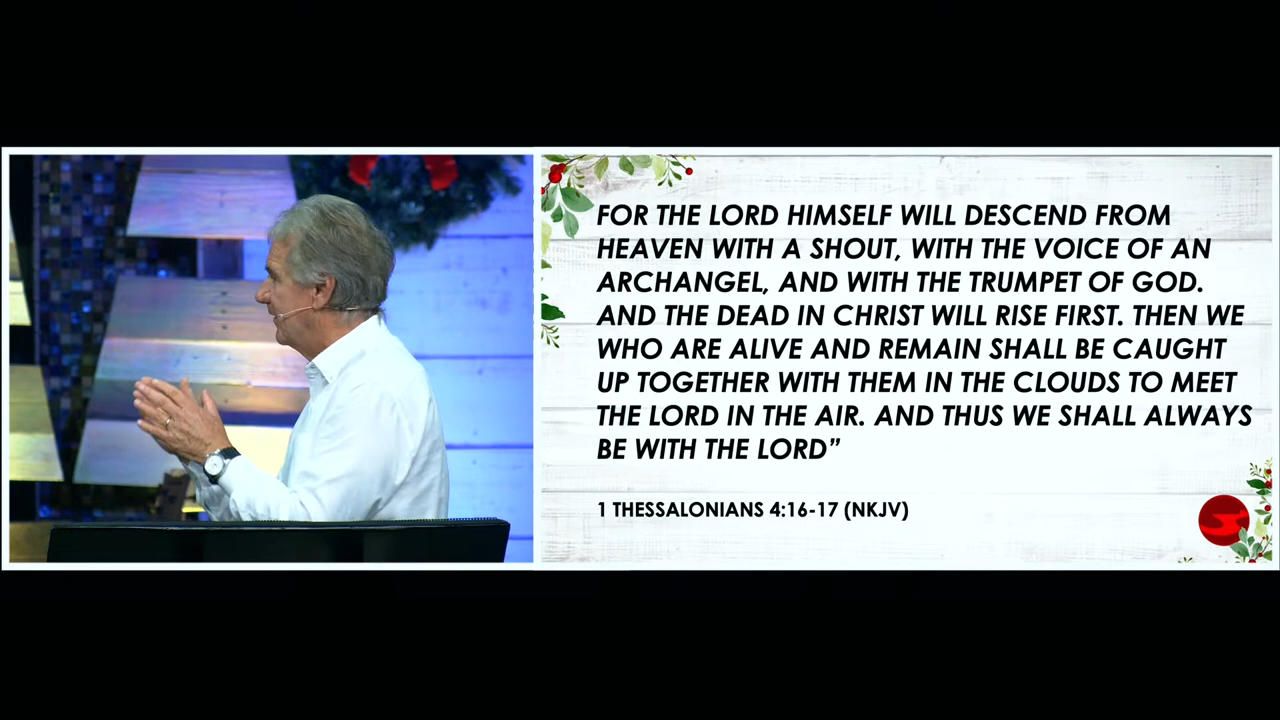 FOR THE LORD HIMSELF WILL DESCEND FROM
HEAVEN WITH A SHOUT, WITH THE VOICE OF AN
ARCHANGEL, AND WITH THE TRUMPET OF GOD.
AND THE DEAD IN CHRIST WILL RISE FIRST. THEN WE
WHO ARE ALIVE AND REMAIN SHALL BE CAUGHT
UP TOGETHER WITH THEM IN THE CLOUDS TO MEET
THE LORD IN THE AIR. AND THUS WE SHALL ALWAYS
BE WITH THE LORD”
1 THESSALONIANS 4:16-17 (NKJV)